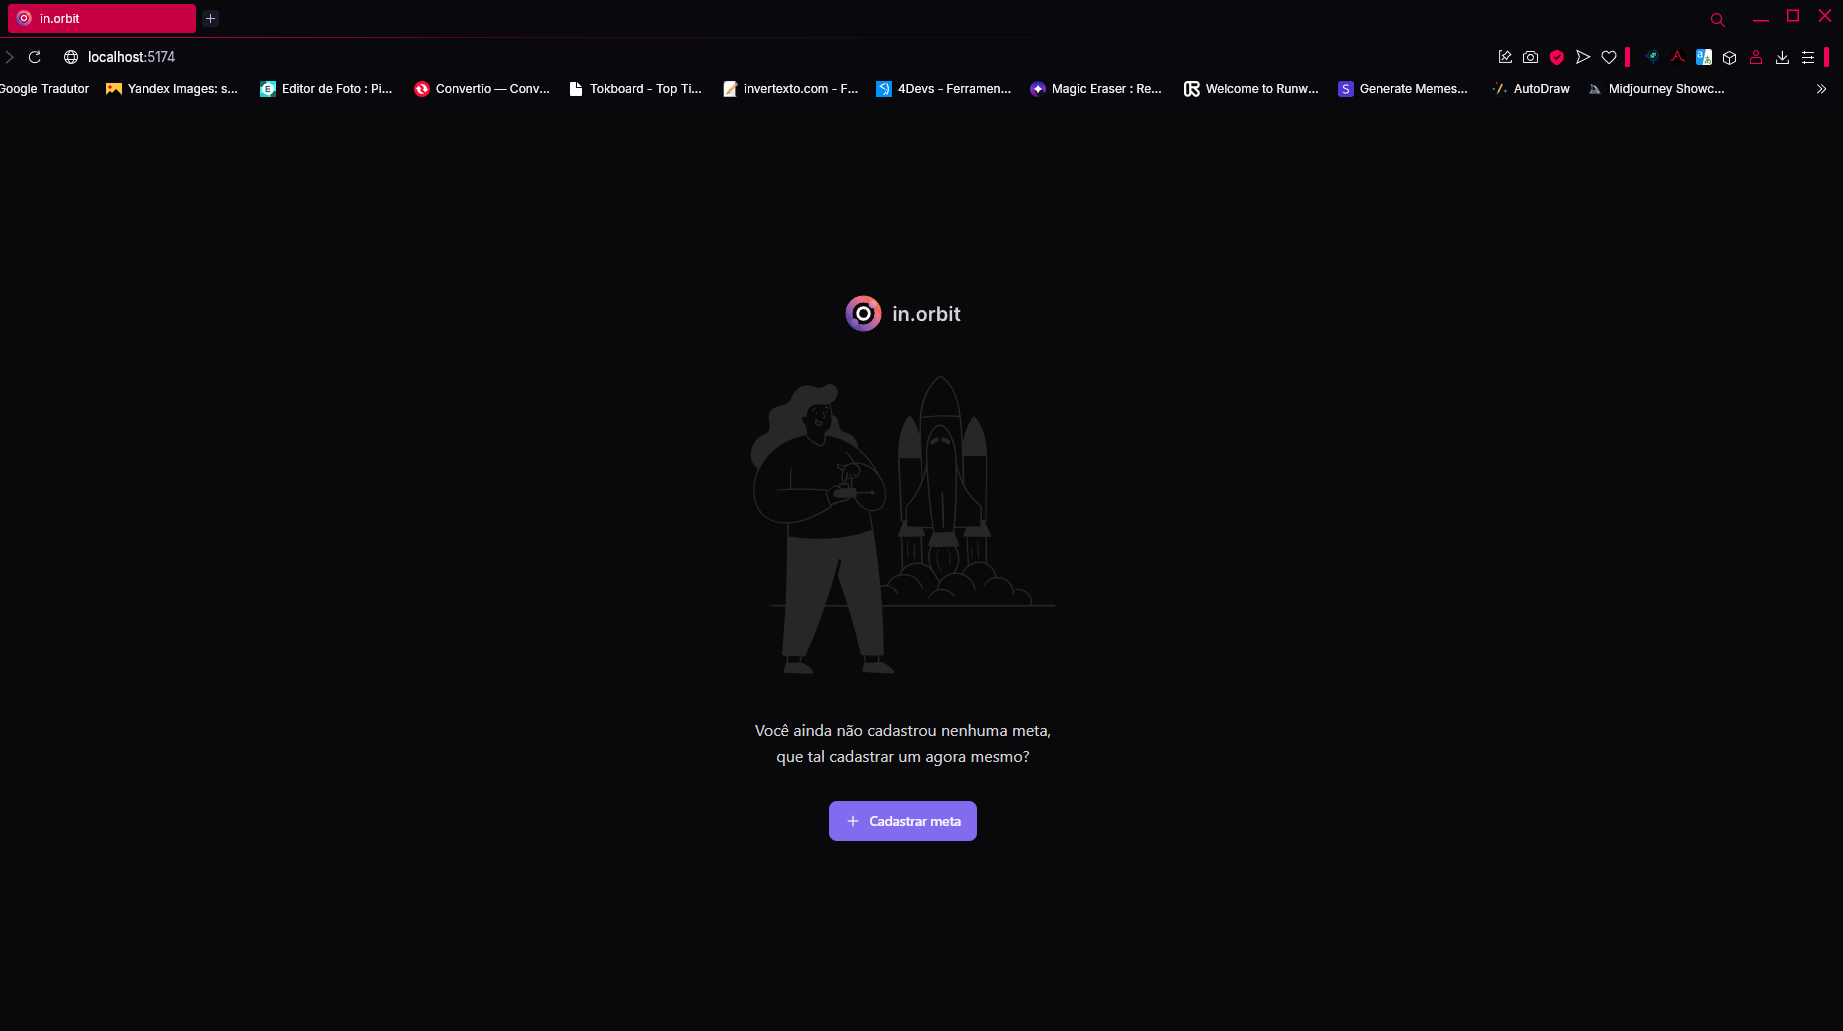 in.orbit
localhost:5174
Google Tradutor
Yandex Images: s...
Editor de Foto : Pi...
Convertio — Conv...
Tokboard - Top Ti...
invertexto.com - F...
4Devs - Ferramen...
Magic Eraser : Re...
Welcome to Runw...
S Generate Memes...
AutoDraw
Midjourney Showc...
in.orbit
Você ainda não cadastrou nenhuma meta,
que tal cadastrar um agora mesmo?
Cadastrar meta